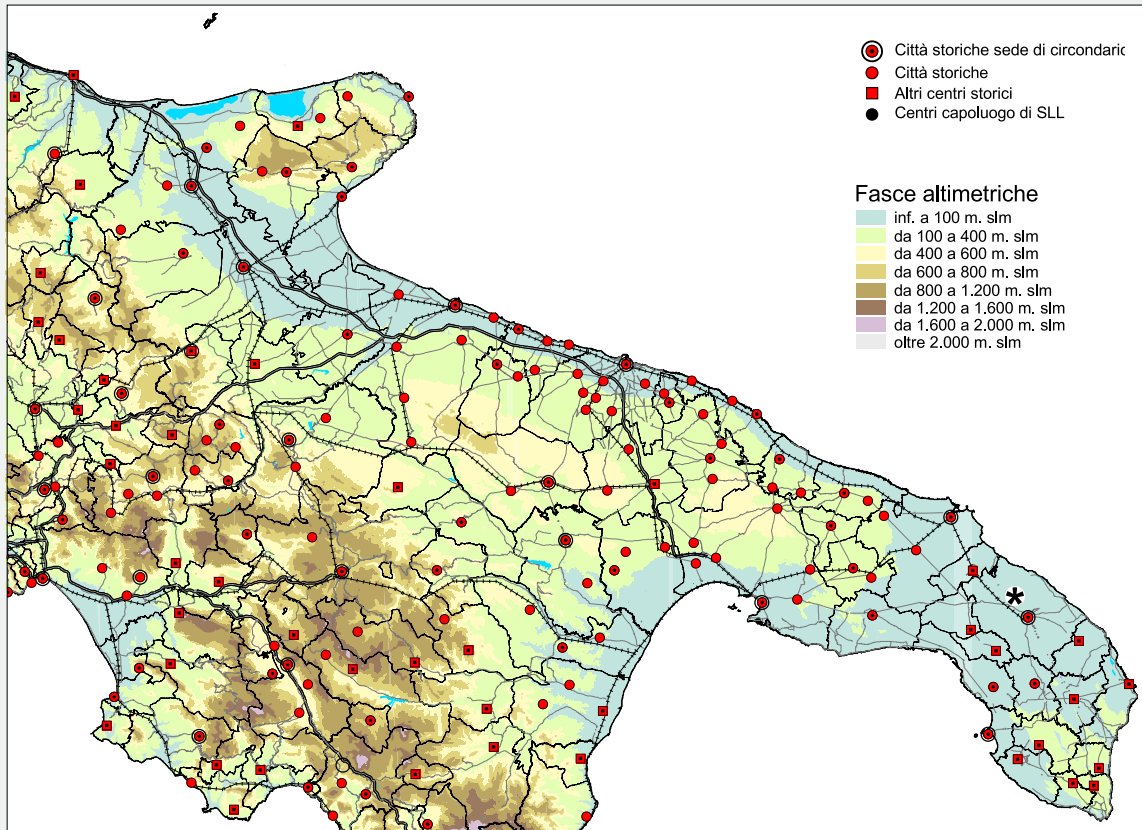 Città storiche sede di circondaric
Città storiche
Altri centri storici
Centri capoluogo di SLL
Fasce altimetriche
inf. a 100 m. slm
da 100 a 400 m. slm
da 400 a 600 m. slm
da 600 a 800 m. slm
da 800 a 1.200 m. slm
da 1.200 a 1.600 m. slm
da 1.600 a 2.000 m. slm
oltre 2.000 m. slm
*